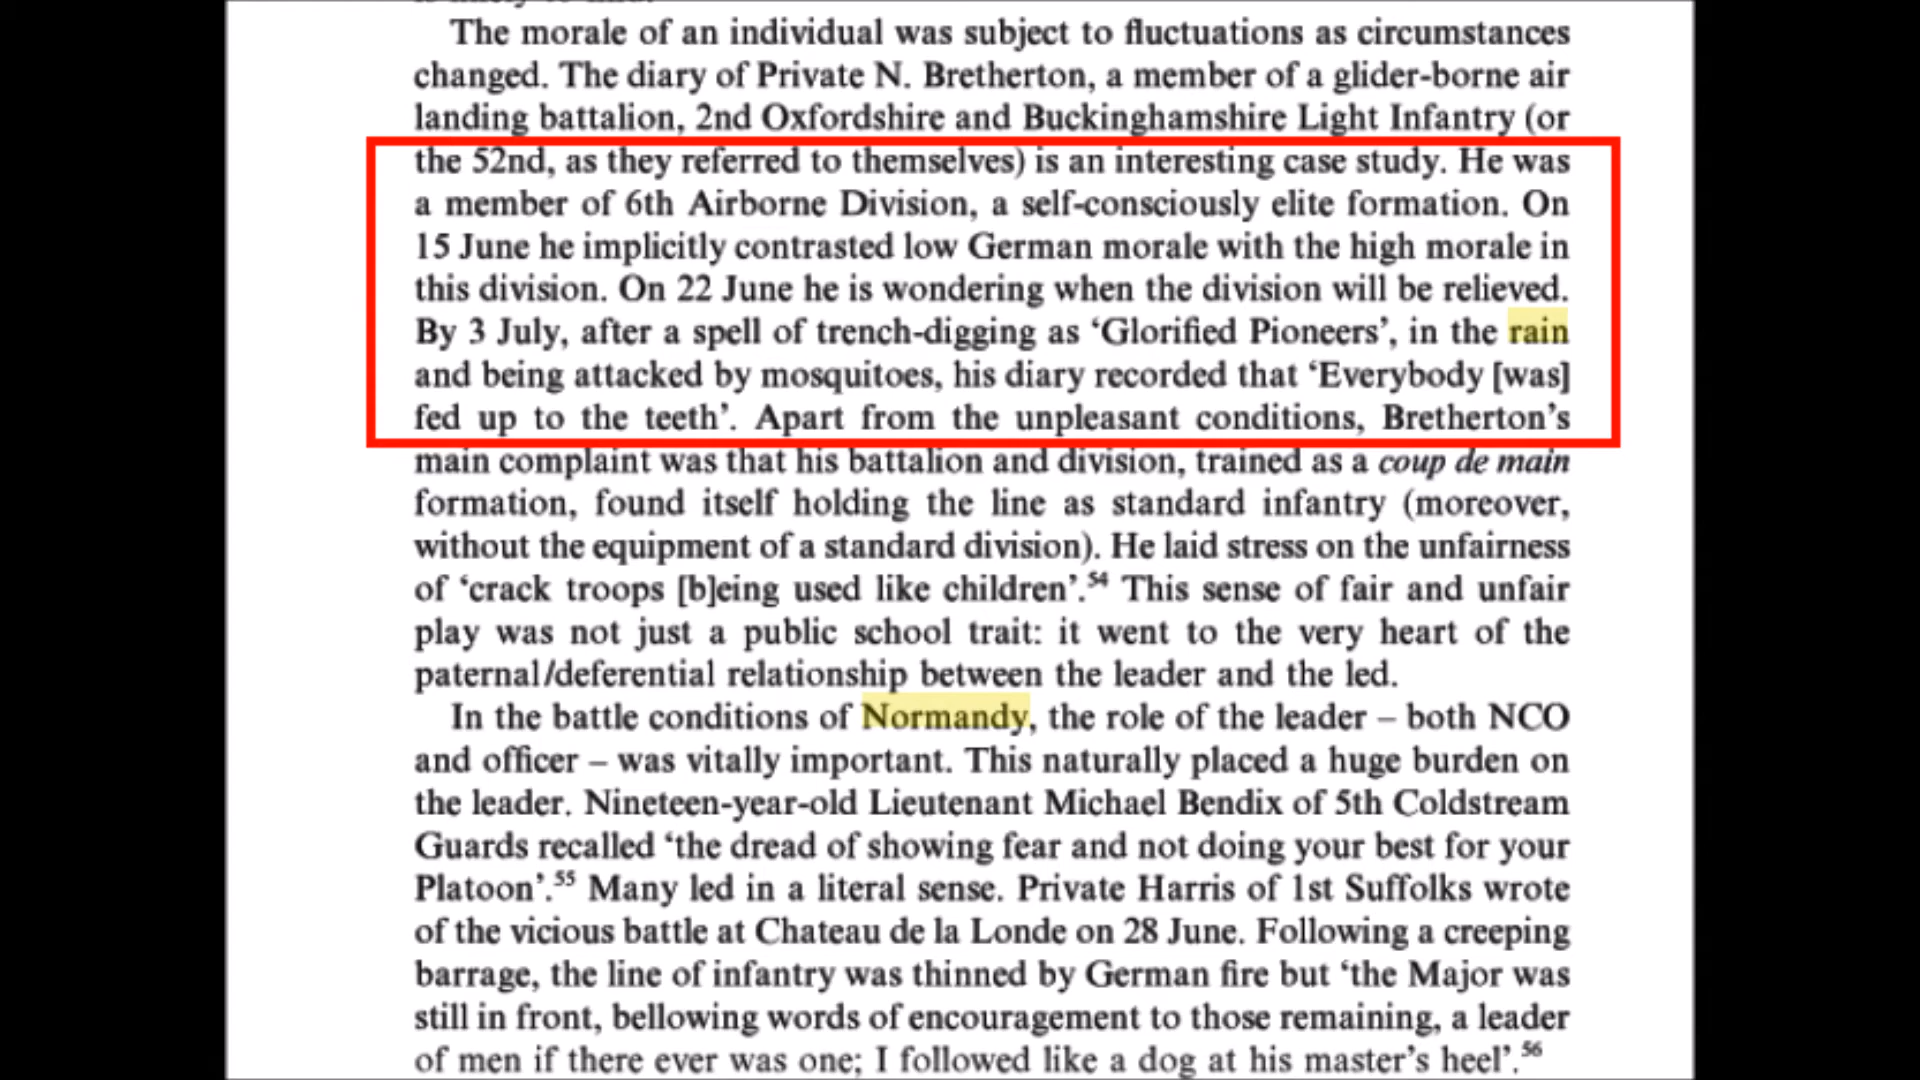 The morale of an individual was subject to fluctuations as circumstances
changed. The diary of Private N. Bretherton, a member of a glider-borne air
landing battalion, 2nd Oxfordshire and Buckinghamshire Light Infantry (or
the 52nd, as they referred to themselves) is an interesting case study. He was
a member of 6th Airborne Division, a self-consciously elite formation. On
15 June he implicitly contrasted low German morale with the high morale in
this division. On 22 June he is wondering when the division will be relieved.
By 3 July, after a spell of trench-digging as ‘Glorified Pioneers’, in the rain
and being attacked by mosquitoes, his diary recorded that ‘Everybody [was]
fed up to the teeth’. Apart from the unpleasant conditions, Bretherton’s
main complaint was that his battalion and division, trained as a coup de main
formation, found itself holding the line as standard infantry (moreover,
without the equipment of a standard division). He laid stress on the unfairness
of ‘crack troops [b]eing used like children’.54 This sense of fair and unfair
play was not just a public school trait: it went to the very heart of the
paternal/deferential relationship between the leader and the led.
In the battle conditions of Normandy, the role of the leader – both NCO
and officer – was vitally important. This naturally placed a huge burden on
the leader. Nineteen-year-old Lieutenant Michael Bendix of 5th Coldstream
Guards recalled ‘the dread of showing fear and not doing your best for your
Platoon’.55 Many led in a literal sense. Private Harris of 1st Suffolks wrote
of the vicious battle at Chateau de la Londe on 28 June. Following a creeping
barrage, the line of infantry was thinned by German fire but ‘the Major was
still in front, bellowing words of encouragement to those remaining, a leader
of men if there ever was one; I followed like a dog at his master’s heel’.56